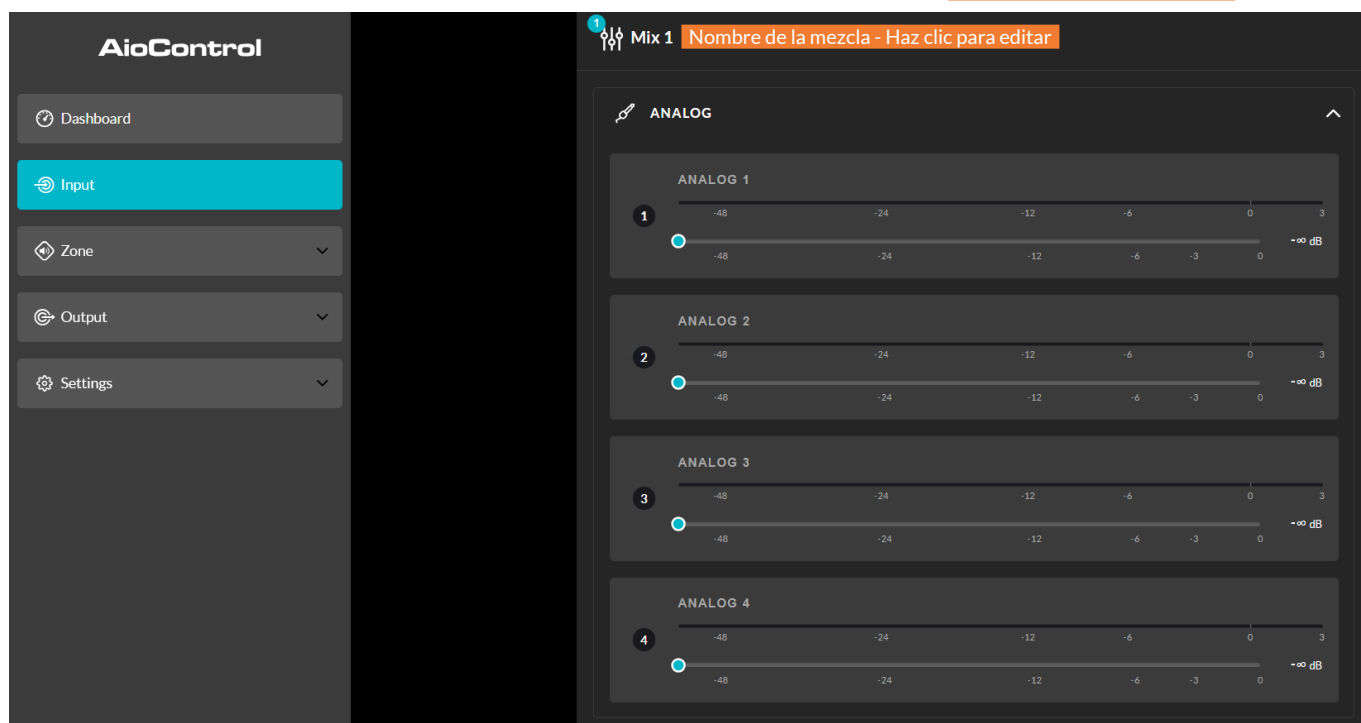 AioControl
Dashboard
Input
Zone
Output
Settings
1
Mix 1 Nombre de la mezcla - Haz clic para editar
ANALOG
ANALOG 1
1
-48 -24 -12 -6 0 3
-∞ dB
-48 -24 -12 -6 -3 0
ANALOG 2
2
-48 -24 -12 -6 0 3
-∞ dB
-48 -24 -12 -6 -3 0
ANALOG 3
3
-48 -24 -12 -6 0 3
-∞ dB
-48 -24 -12 -6 -3 0
ANALOG 4
4
-48 -24 -12 -6 0 3
-∞ dB
-48 -24 -12 -6 -3 0